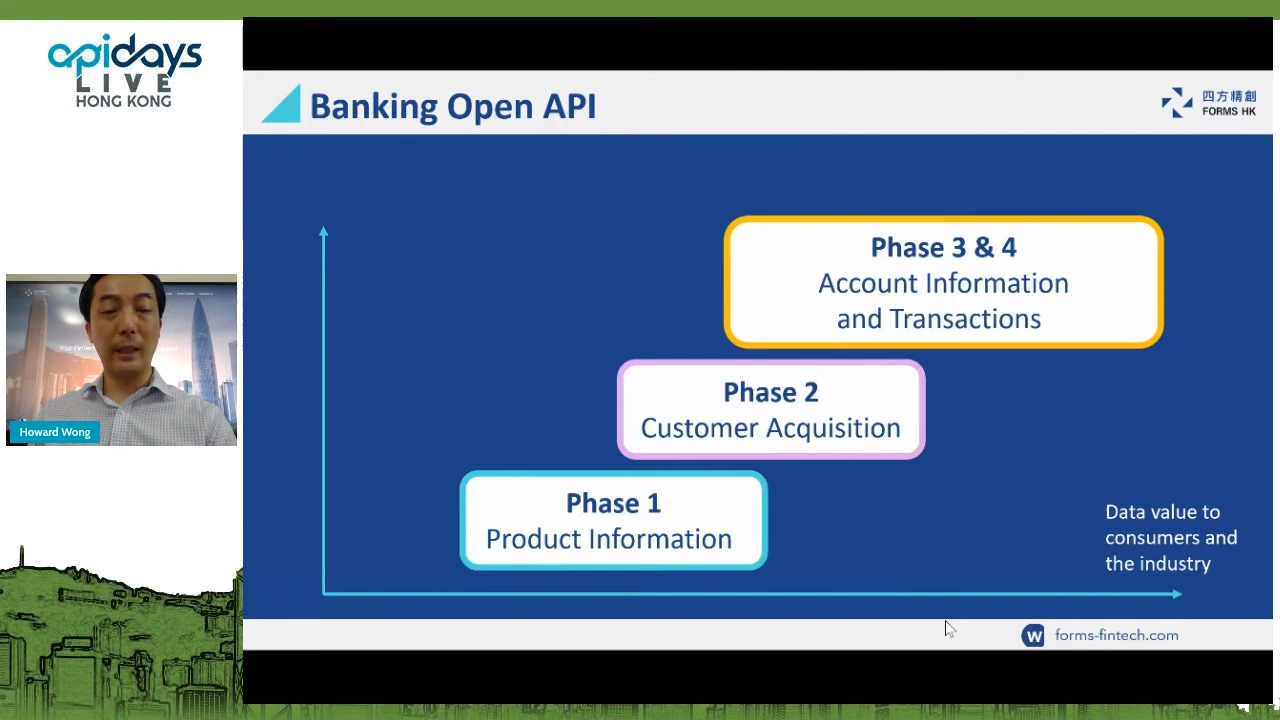 apidays
LIVE
HONG KONG
Banking Open API
四方精創
FORMS HK
Phase 3 & 4
Account Information
and Transactions
Phase 2
Customer Acquisition
Phase 1
Product Information
Data value to
consumers and
the industry
Howard Wong
w forms-fintech.com